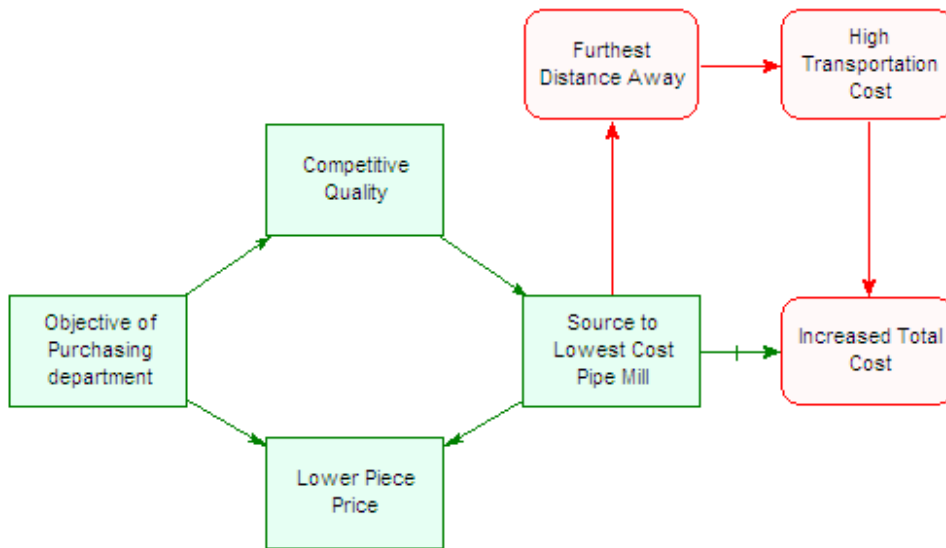 Furthest
Distance Away
High
Transportation
Cost
Competitive
Quality
Objective of
Purchasing
department
Source to
Lowest Cost
Pipe Mill
Increased Total
Cost
Lower Piece
Price